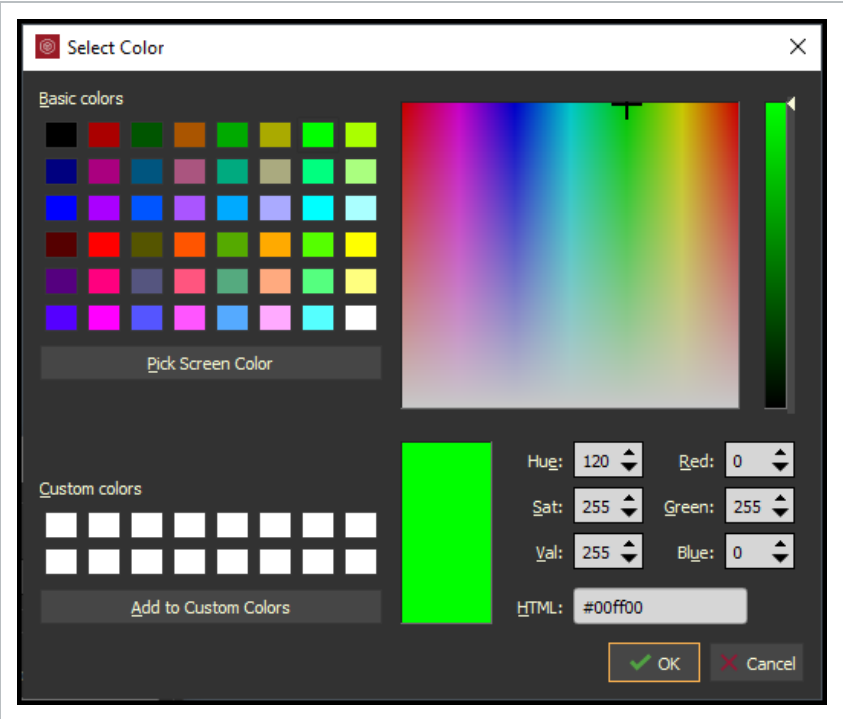 Select Color
Basic colors
Pick Screen Color
Custom colors
Add to Custom Colors
Hue: 120 Red: 0
Sat: 255 Green: 255
Val: 255 Blue: 0
HTML: #00ff00
OK Cancel